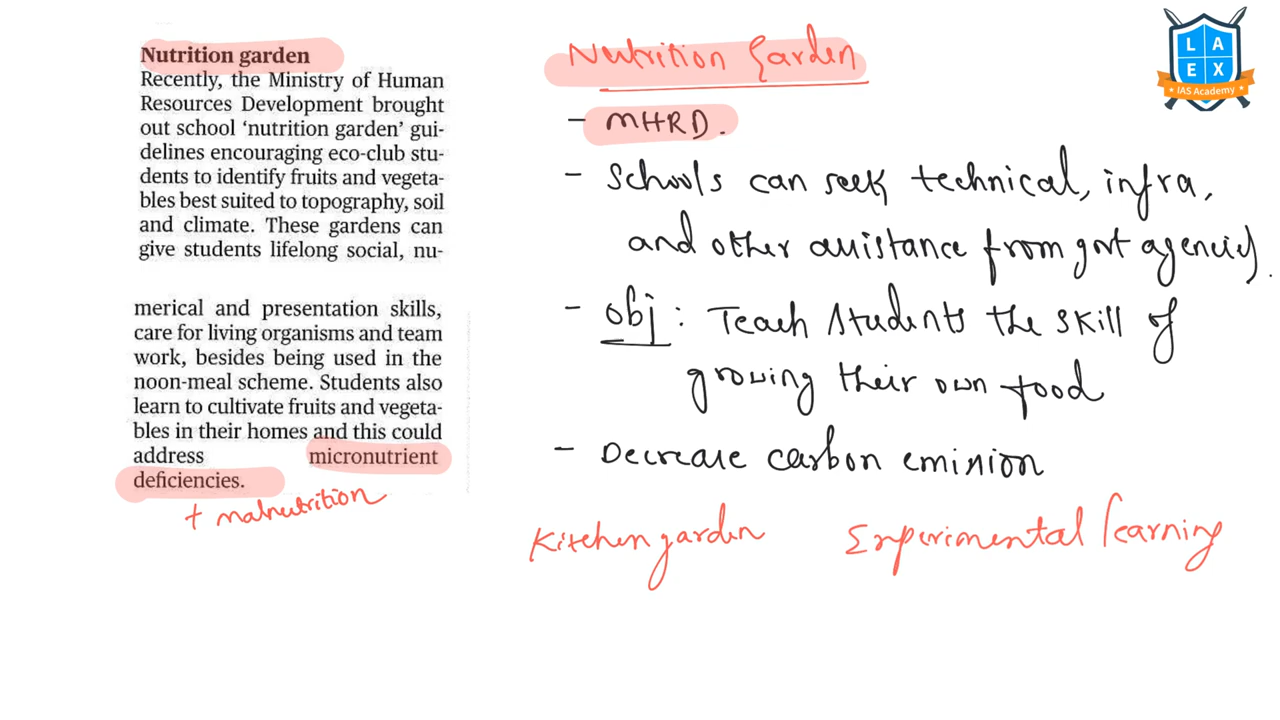 Nutrition garden
Recently, the Ministry of Human
Resources Development brought
out school ‘nutrition garden’ gui-
delines encouraging eco-club stu-
dents to identify fruits and vegeta-
bles best suited to topography, soil
and climate. These gardens can
give students lifelong social, nu-
merical and presentation skills,
care for living organisms and team
work, besides being used in the
noon-meal scheme. Students also
learn to cultivate fruits and vegeta-
bles in their homes and this could
address micronutrient
deficiencies.
+ malnutrition
Nutrition Garden
- MHRD.
- Schools can seek technical, infra,
and other assistance from govt agencies.
- Obj : Teach students the skill of
growing their own food
- Decrease carbon emission
Kitchen garden
Experimental learning
L A
E X
IAS Academy